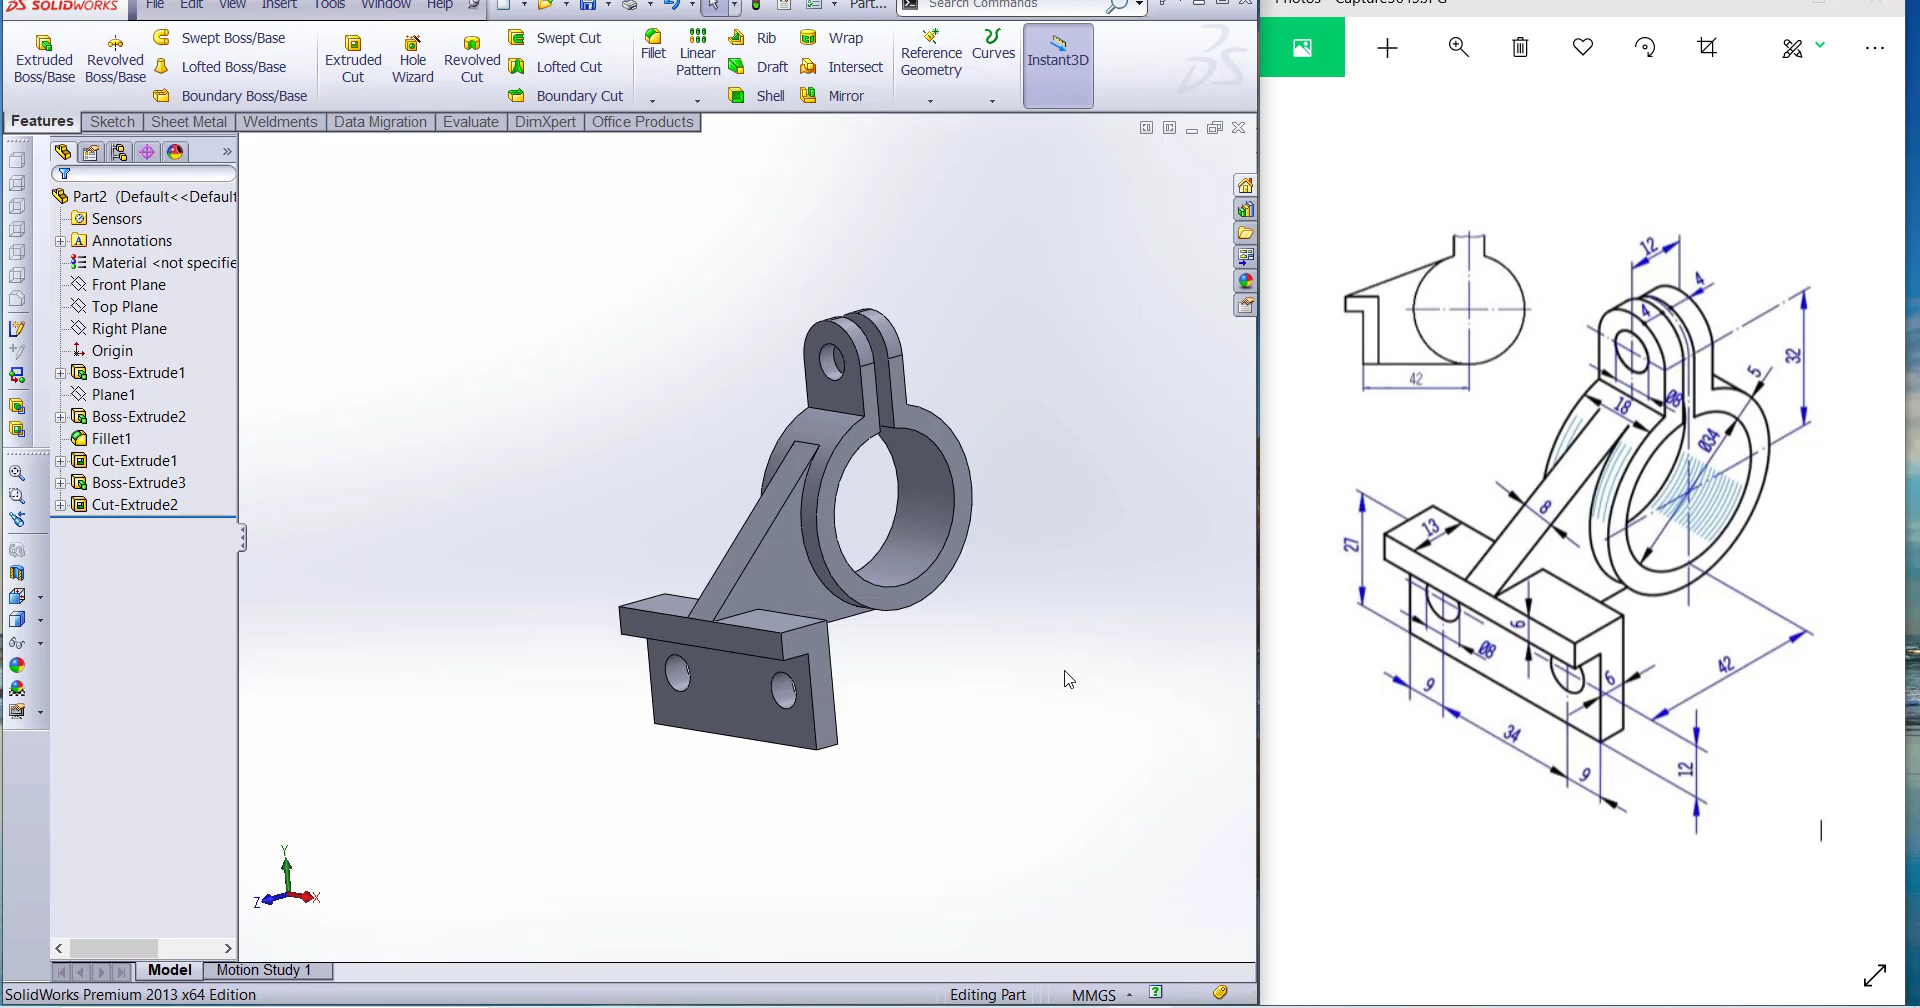 SOLIDWORKS File Edit View Insert Tools Window Help Part... Search Commands
Photos - Capture5045.JPG
Extruded Boss/Base
Revolved Boss/Base
Swept Boss/Base
Lofted Boss/Base
Boundary Boss/Base
Extruded Cut
Hole Wizard
Revolved Cut
Swept Cut
Lofted Cut
Boundary Cut
Fillet
Linear Pattern
Rib
Draft
Shell
Wrap
Intersect
Mirror
Reference Geometry
Curves
Instant3D
Features Sketch Sheet Metal Weldments Data Migration Evaluate DimXpert Office Products
Part2 (Default<<Default
Sensors
Annotations
Material <not specifie
Front Plane
Top Plane
Right Plane
Origin
Boss-Extrude1
Plane1
Boss-Extrude2
Fillet1
Cut-Extrude1
Boss-Extrude3
Cut-Extrude2
Y
Z X
Model Motion Study 1
SolidWorks Premium 2013 x64 Edition Editing Part MMGS
42
12
4
4
32
5
Ø8
18
Ø34
8
13
27
6
Ø8
6
42
9
34
9
12